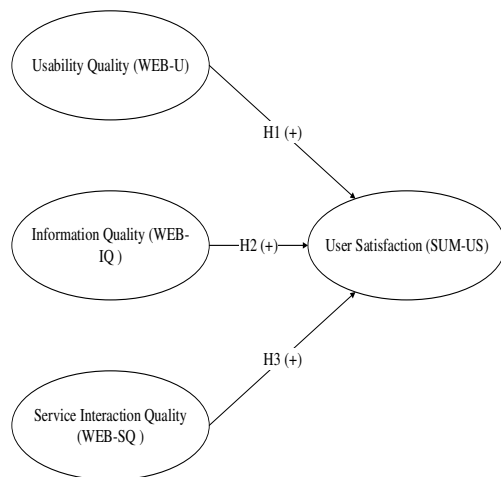 Usability Quality (WEB-U)
H1 (+)
Information Quality (WEB-
IQ )
H2 (+)
User Satisfaction (SUM-US)
H3 (+)
Service Interaction Quality
(WEB-SQ )